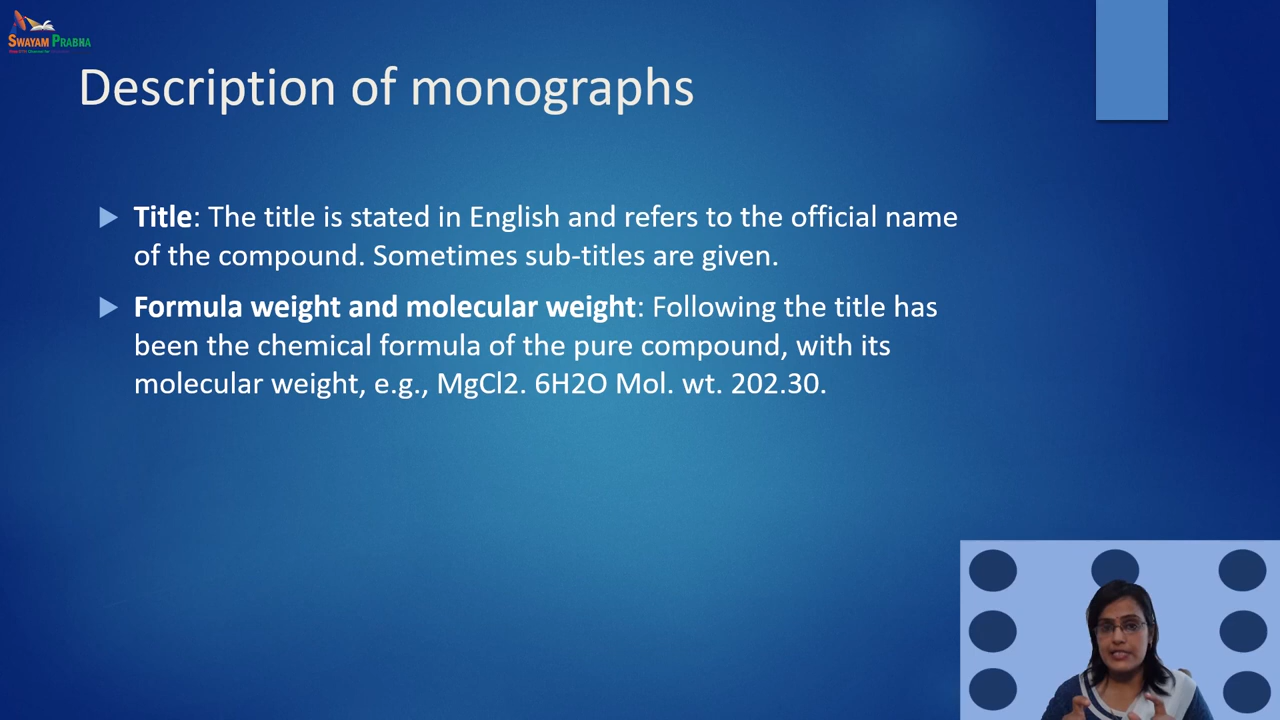 SWAYAM PRABHA
Description of monographs
Title: The title is stated in English and refers to the official name
of the compound. Sometimes sub-titles are given.
Formula weight and molecular weight: Following the title has
been the chemical formula of the pure compound, with its
molecular weight, e.g., MgCl2. 6H2O Mol. wt. 202.30.